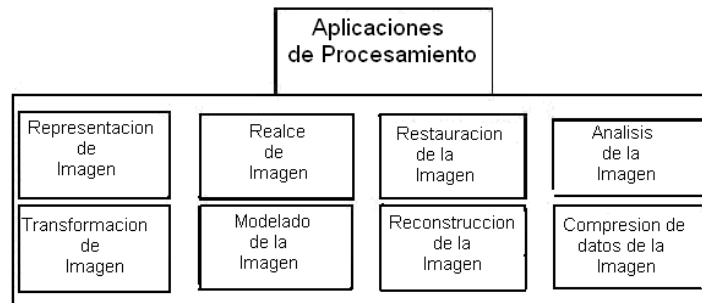 Aplicaciones
de Procesamiento
Representacion
de
Imagen
Realce
de
Imagen
Restauracion
de la
Imagen
Analisis
de la
Imagen
Transformacion
de
Imagen
Modelado
de la
Imagen
Reconstruccion
de la
Imagen
Compresion de
datos de la
Imagen